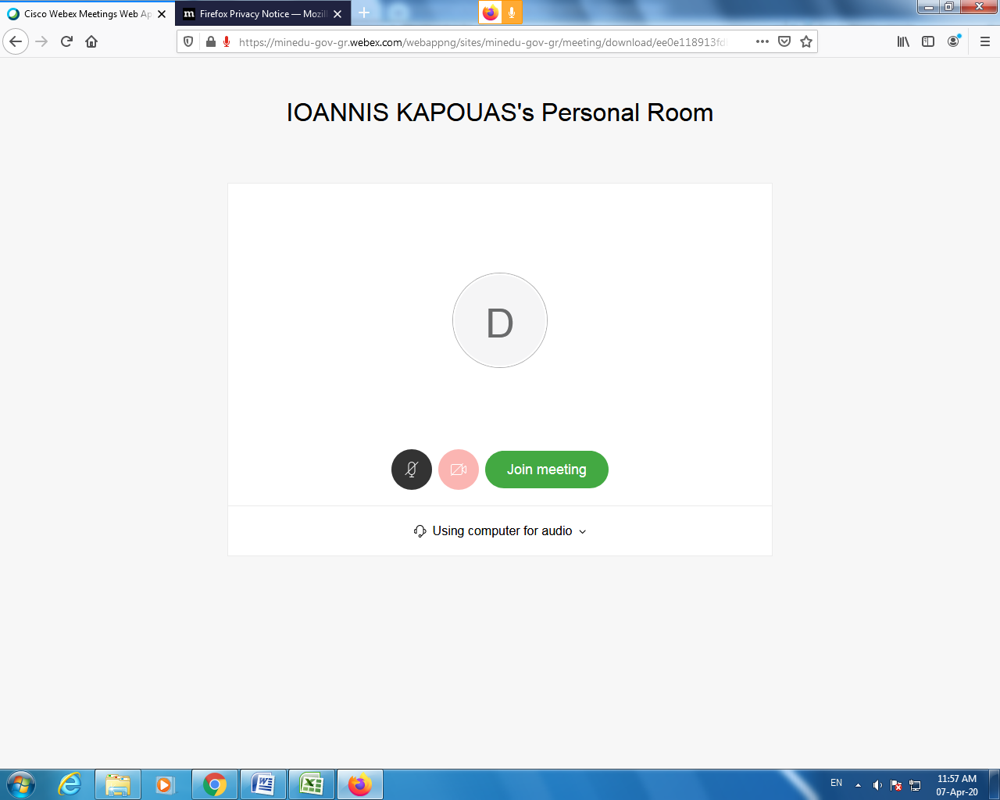 Cisco Webex Meetings Web Ap
Firefox Privacy Notice — Mozill
https://minedu-gov-gr.webex.com/webappng/sites/minedu-gov-gr/meeting/download/ee0e118913fd
IOANNIS KAPOUAS's Personal Room
D
Join meeting
Using computer for audio
EN
11:57 AM
07-Apr-20